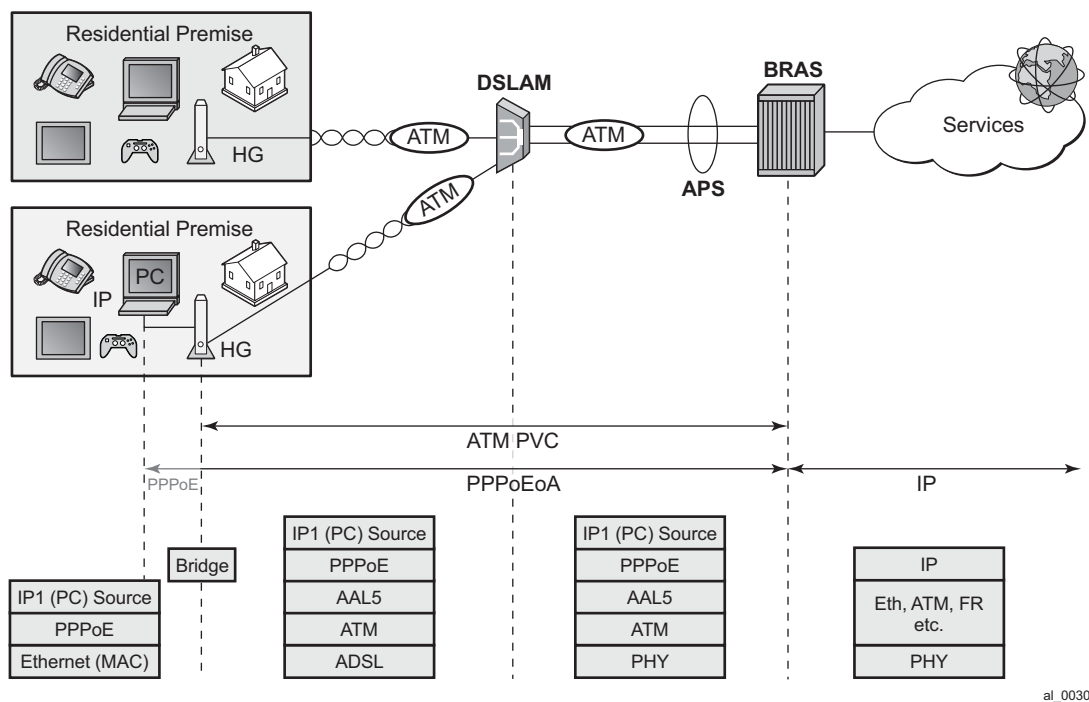 Residential Premise
HG
ATM
DSLAM
ATM
APS
BRAS
Services
ATM
Residential Premise
PC
IP
HG
ATM PVC
PPPoE
PPPoEoA
IP
IP1 (PC) Source
PPPoE
Ethernet (MAC)
Bridge
IP1 (PC) Source
PPPoE
AAL5
ATM
ADSL
IP1 (PC) Source
PPPoE
AAL5
ATM
PHY
IP
Eth, ATM, FR
etc.
PHY
al_0030